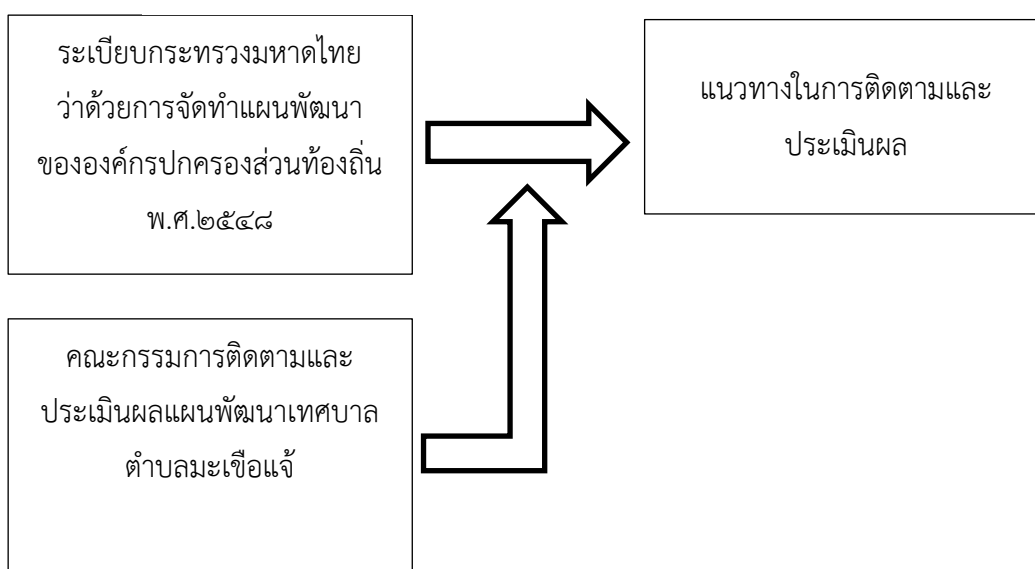 ระเบียบกระทรวงมหาดไทย
ว่าด้วยการจัดทำแผนพัฒนา
ขององค์กรปกครองส่วนท้องถิ่น
พ.ศ.๒๕๔๘
แนวทางในการติดตามและ
ประเมินผล
คณะกรรมการติดตามและ
ประเมินผลแผนพัฒนาเทศบาล
ตำบลมะเขือแจ้